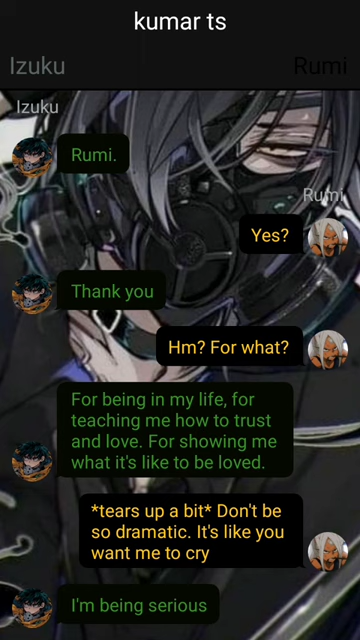 kumar ts
Izuku Rumi
Izuku
Rumi.
Rumi
Yes?
Thank you
Hm? For what?
For being in my life, for
teaching me how to trust
and love. For showing me
what it's like to be loved.
*tears up a bit* Don't be
so dramatic. It's like you
want me to cry
I'm being serious